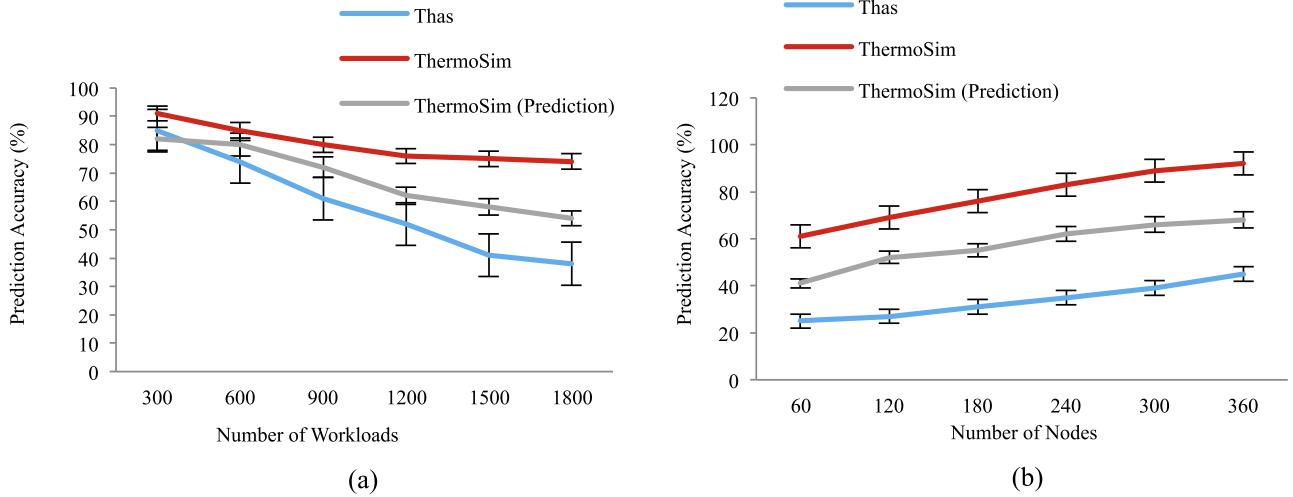 Thas
ThermoSim
ThermoSim (Prediction)
100
90
80
70
60
50
40
30
20
10
0
Prediction Accuracy (%)
300 600 900 1200 1500 1800
Number of Workloads
(a)
Thas
ThermoSim
ThermoSim (Prediction)
120
100
80
60
40
20
0
Prediction Accuracy (%)
60 120 180 240 300 360
Number of Nodes
(b)